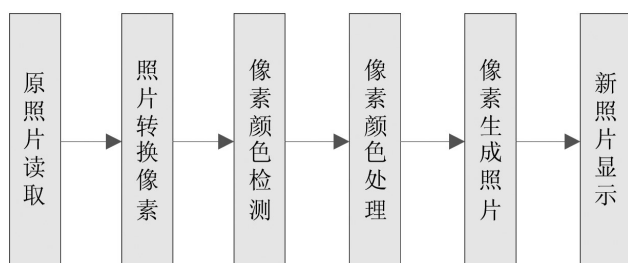 原照片读取
照片转换像素
像素颜色检测
像素颜色处理
像素生成照片
新照片显示